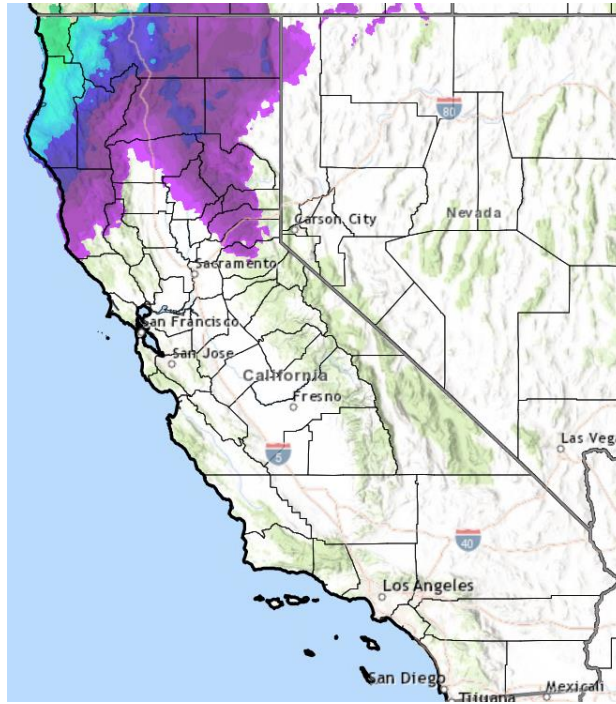 80
Nevada
Carson City
Sacramento
San Francisco
San Jose
California
Fresno
5
Las Veg
40
Los Angeles
San Diego
Tijuana
Mexicali